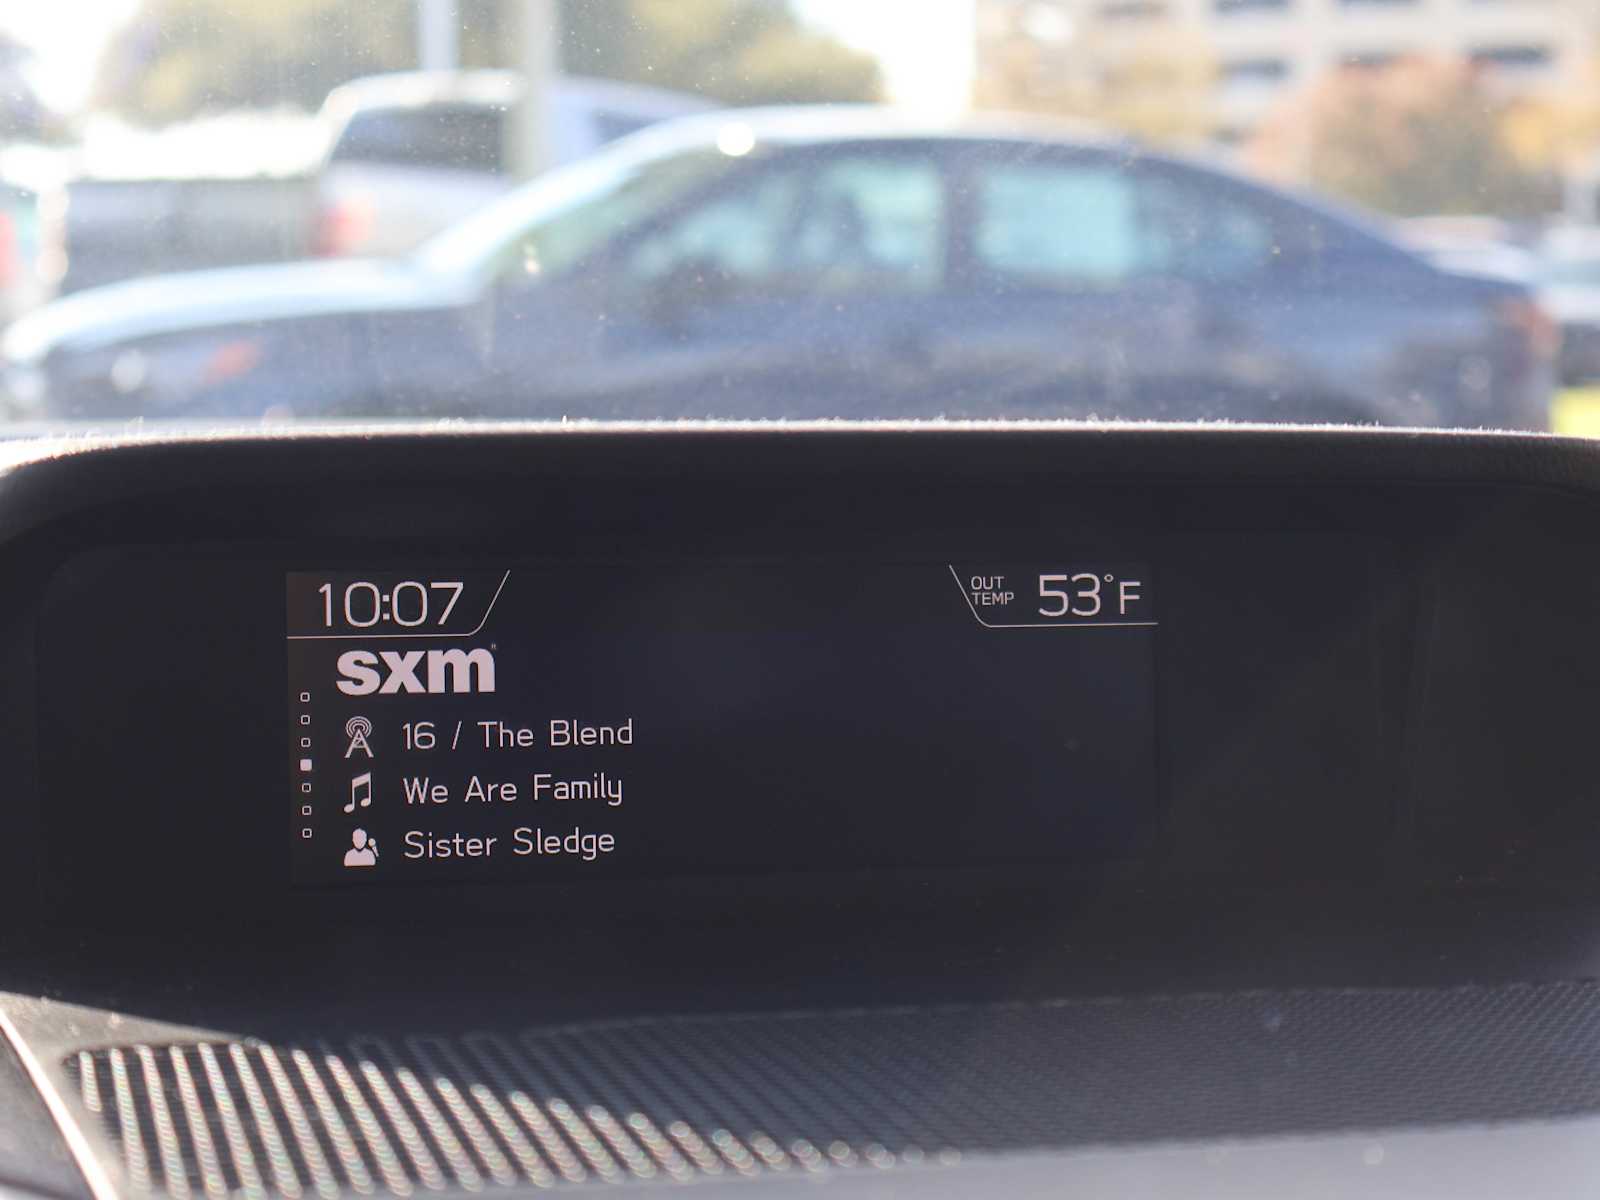 10:07
OUT TEMP 53°F
sxm
16 / The Blend
We Are Family
Sister Sledge